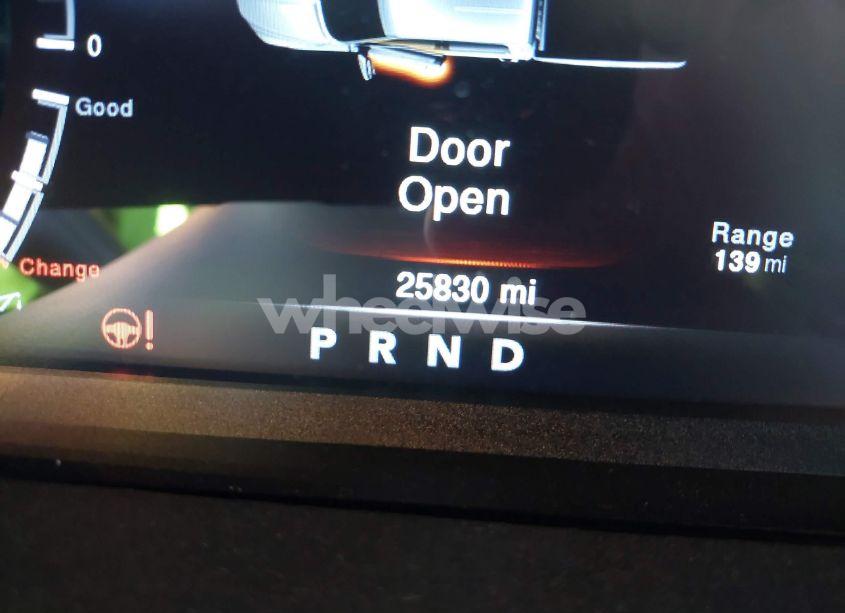 0
Good
Door
Open
Range
139 mi
Change
25830 mi
wheelwise
!
P R N D